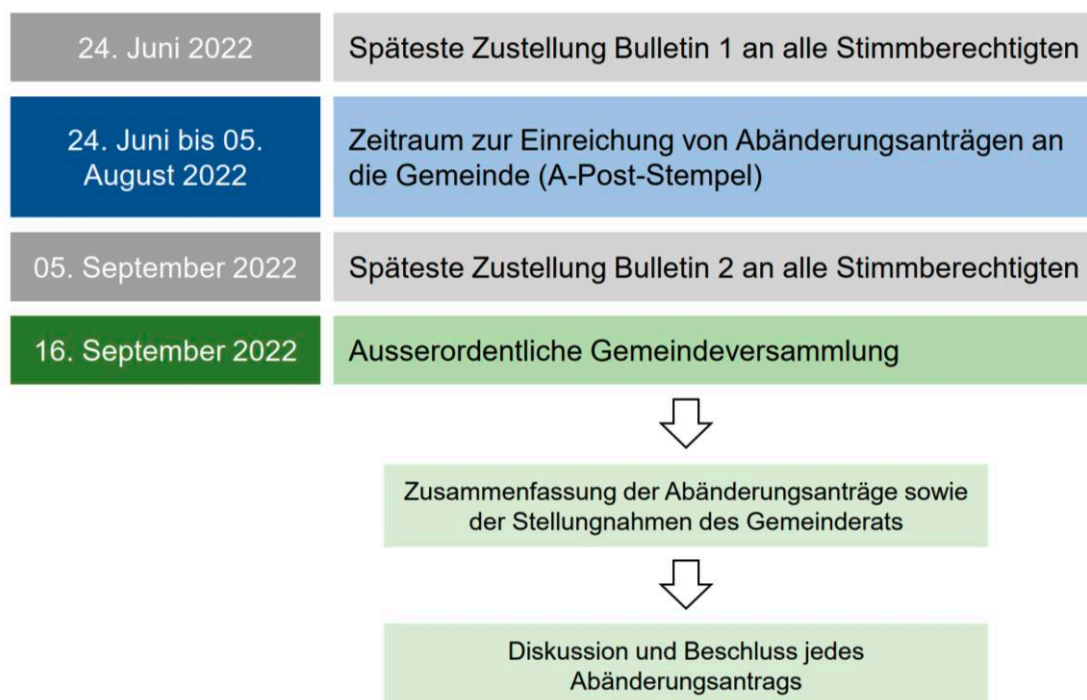 24. Juni 2022
Späteste Zustellung Bulletin 1 an alle Stimmberechtigten
24. Juni bis 05.
August 2022
Zeitraum zur Einreichung von Abänderungsanträgen an
die Gemeinde (A-Post-Stempel)
05. September 2022
Späteste Zustellung Bulletin 2 an alle Stimmberechtigten
16. September 2022
Ausserordentliche Gemeindeversammlung
Zusammenfassung der Abänderungsanträge sowie
der Stellungnahmen des Gemeinderats
Diskussion und Beschluss jedes
Abänderungsantrags